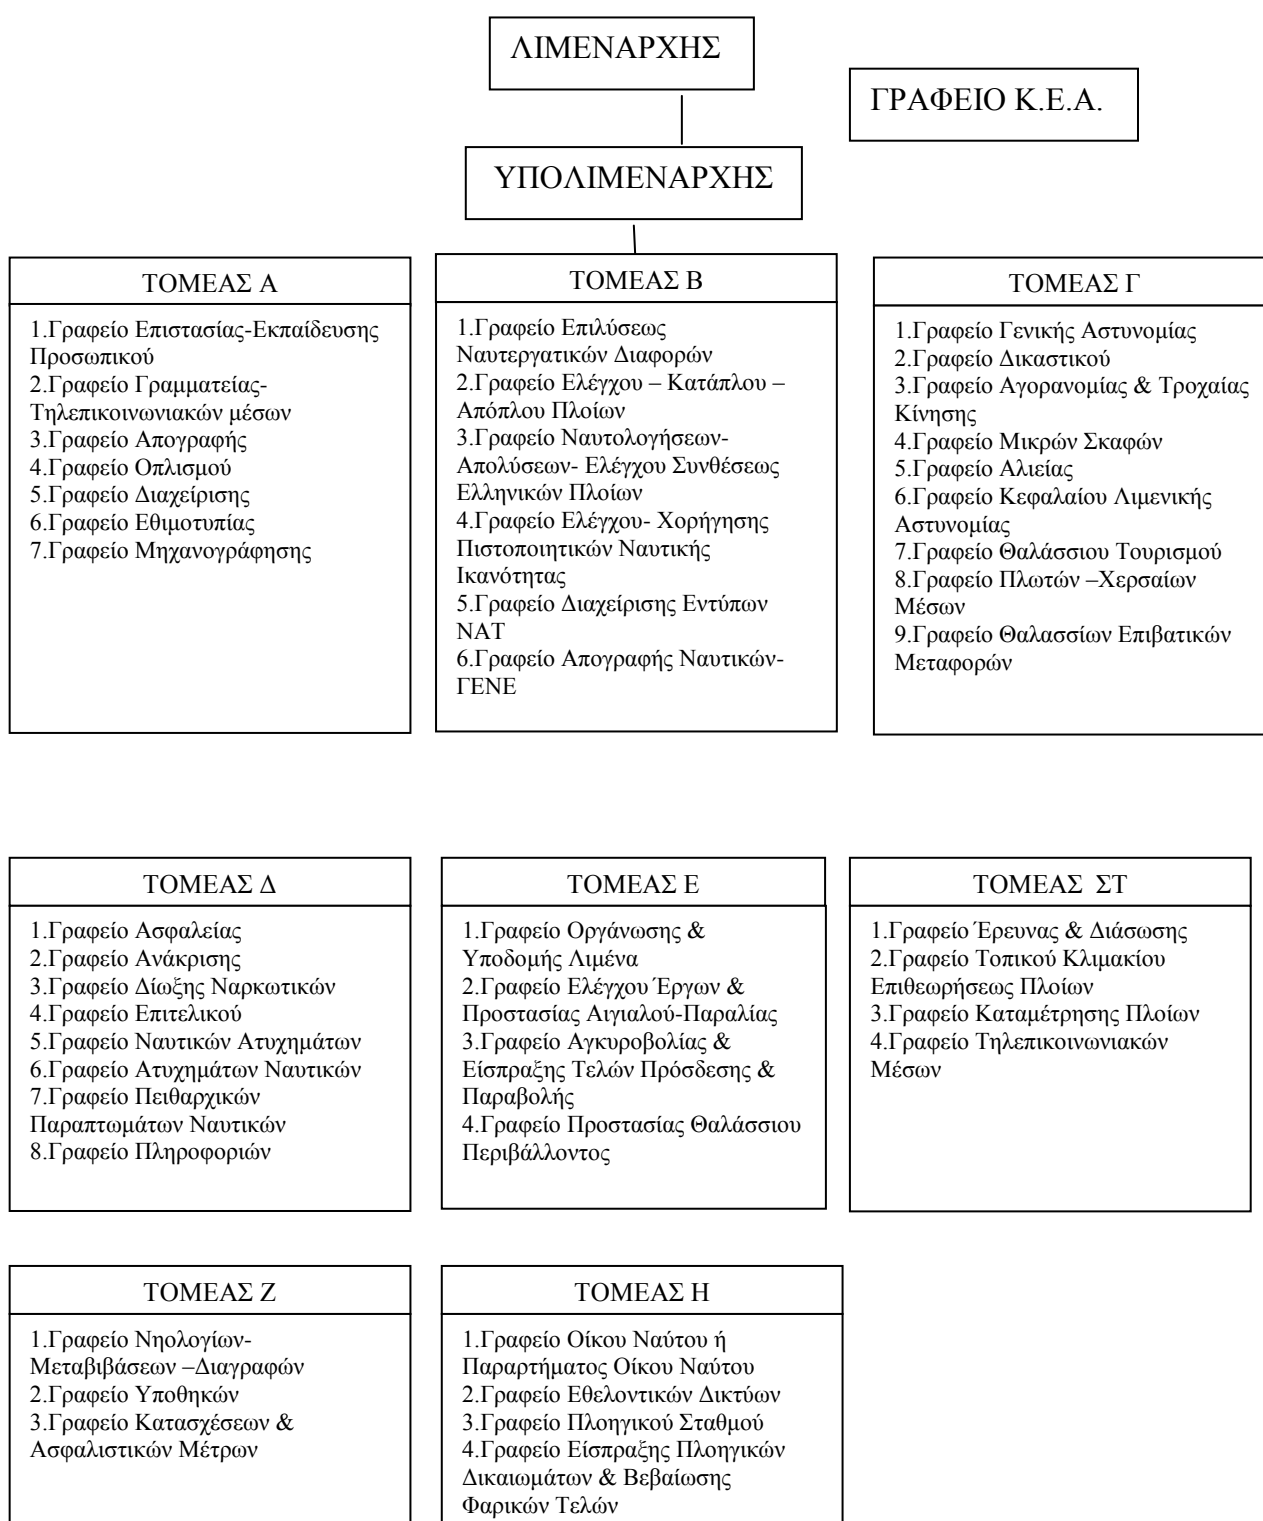 ΛΙΜΕΝΑΡΧΗΣ
ΓΡΑΦΕΙΟ Κ.Ε.Α.
ΥΠΟΛΙΜΕΝΑΡΧΗΣ
ΤΟΜΕΑΣ Α
1.Γραφείο Επιστασίας-Εκπαίδευσης
Προσωπικού
2.Γραφείο Γραμματείας-
Τηλεπικοινωνιακών μέσων
3.Γραφείο Απογραφής
4.Γραφείο Οπλισμού
5.Γραφείο Διαχείρισης
6.Γραφείο Εθιμοτυπίας
7.Γραφείο Μηχανογράφησης
ΤΟΜΕΑΣ Β
1.Γραφείο Επιλύσεως
Ναυτεργατικών Διαφορών
2.Γραφείο Ελέγχου – Κατάπλου –
Απόπλου Πλοίων
3.Γραφείο Ναυτολογήσεων-
Απολύσεων- Ελέγχου Συνθέσεως
Ελληνικών Πλοίων
4.Γραφείο Ελέγχου- Χορήγησης
Πιστοποιητικών Ναυτικής
Ικανότητας
5.Γραφείο Διαχείρισης Εντύπων
ΝΑΤ
6.Γραφείο Απογραφής Ναυτικών-
ΓΕΝΕ
ΤΟΜΕΑΣ Γ
1.Γραφείο Γενικής Αστυνομίας
2.Γραφείο Δικαστικού
3.Γραφείο Αγορανομίας & Τροχαίας
Κίνησης
4.Γραφείο Μικρών Σκαφών
5.Γραφείο Αλιείας
6.Γραφείο Κεφαλαίου Λιμενικής
Αστυνομίας
7.Γραφείο Θαλάσσιου Τουρισμού
8.Γραφείο Πλωτών –Χερσαίων
Μέσων
9.Γραφείο Θαλασσίων Επιβατικών
Μεταφορών
ΤΟΜΕΑΣ Δ
1.Γραφείο Ασφαλείας
2.Γραφείο Ανάκρισης
3.Γραφείο Δίωξης Ναρκωτικών
4.Γραφείο Επιτελικού
5.Γραφείο Ναυτικών Ατυχημάτων
6.Γραφείο Ατυχημάτων Ναυτικών
7.Γραφείο Πειθαρχικών
Παραπτωμάτων Ναυτικών
8.Γραφείο Πληροφοριών
ΤΟΜΕΑΣ Ε
1.Γραφείο Οργάνωσης &
Υποδομής Λιμένα
2.Γραφείο Ελέγχου Έργων &
Προστασίας Αιγιαλού-Παραλίας
3.Γραφείο Αγκυροβολίας &
Είσπραξης Τελών Πρόσδεσης &
Παραβολής
4.Γραφείο Προστασίας Θαλάσσιου
Περιβάλλοντος
ΤΟΜΕΑΣ ΣΤ
1.Γραφείο Έρευνας & Διάσωσης
2.Γραφείο Τοπικού Κλιμακίου
Επιθεωρήσεως Πλοίων
3.Γραφείο Καταμέτρησης Πλοίων
4.Γραφείο Τηλεπικοινωνιακών
Μέσων
ΤΟΜΕΑΣ Ζ
1.Γραφείο Νηολογίων-
Μεταβιβάσεων –Διαγραφών
2.Γραφείο Υποθηκών
3.Γραφείο Κατασχέσεων &
Ασφαλιστικών Μέτρων
ΤΟΜΕΑΣ Η
1.Γραφείο Οίκου Ναύτου ή
Παραρτήματος Οίκου Ναύτου
2.Γραφείο Εθελοντικών Δικτύων
3.Γραφείο Πλοηγικού Σταθμού
4.Γραφείο Είσπραξης Πλοηγικών
Δικαιωμάτων & Βεβαίωσης
Φαρικών Τελών